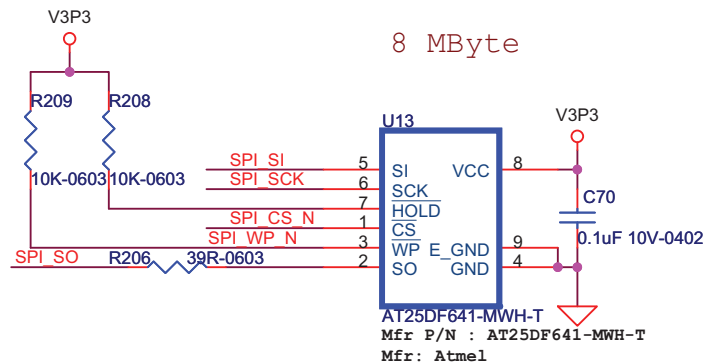 V3P3
8 MByte
R209 R208
U13
V3P3
SPI_SI 5 SI VCC 8
10K-0603 10K-0603
SPI_SCK 6 SCK
7 HOLD
C70
SPI_CS_N 1 CS
SPI_WP_N 3 WP E_GND 9
0.1uF 10V-0402
SPI_SO R206 39R-0603 2 SO GND 4
AT25DF641-MWH-T
Mfr P/N : AT25DF641-MWH-T
Mfr: Atmel